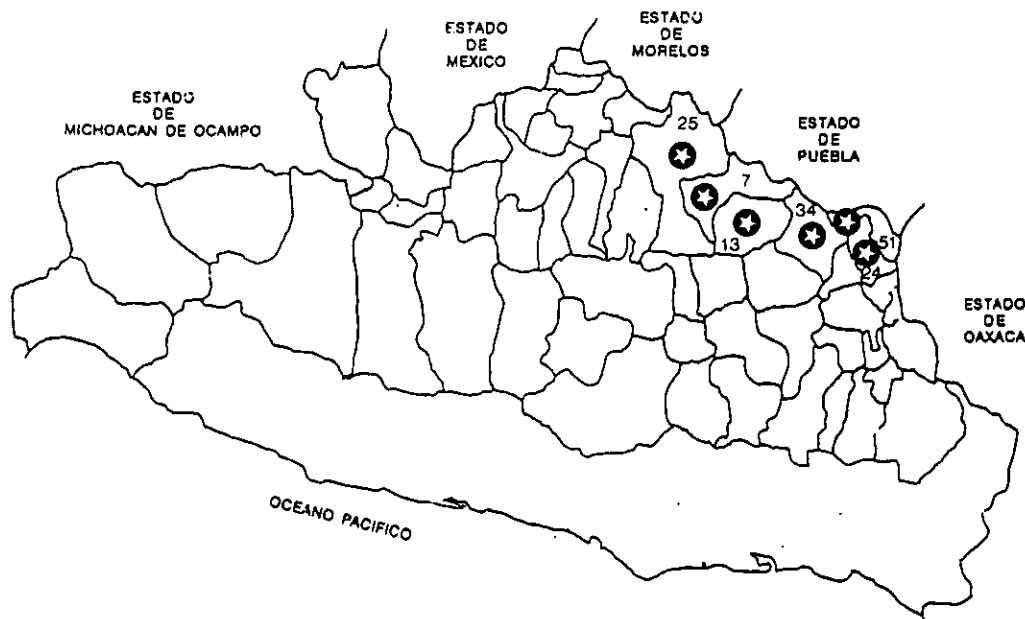 ESTADO
DE
MICHOACAN DE OCAMPO
ESTADO
DE
MEXICO
ESTADO
DE
MORELOS
ESTADO
DE
PUEBLA
25
7
34
13
51
24
ESTADO
DE
OAXACA
OCEANO PACIFICO